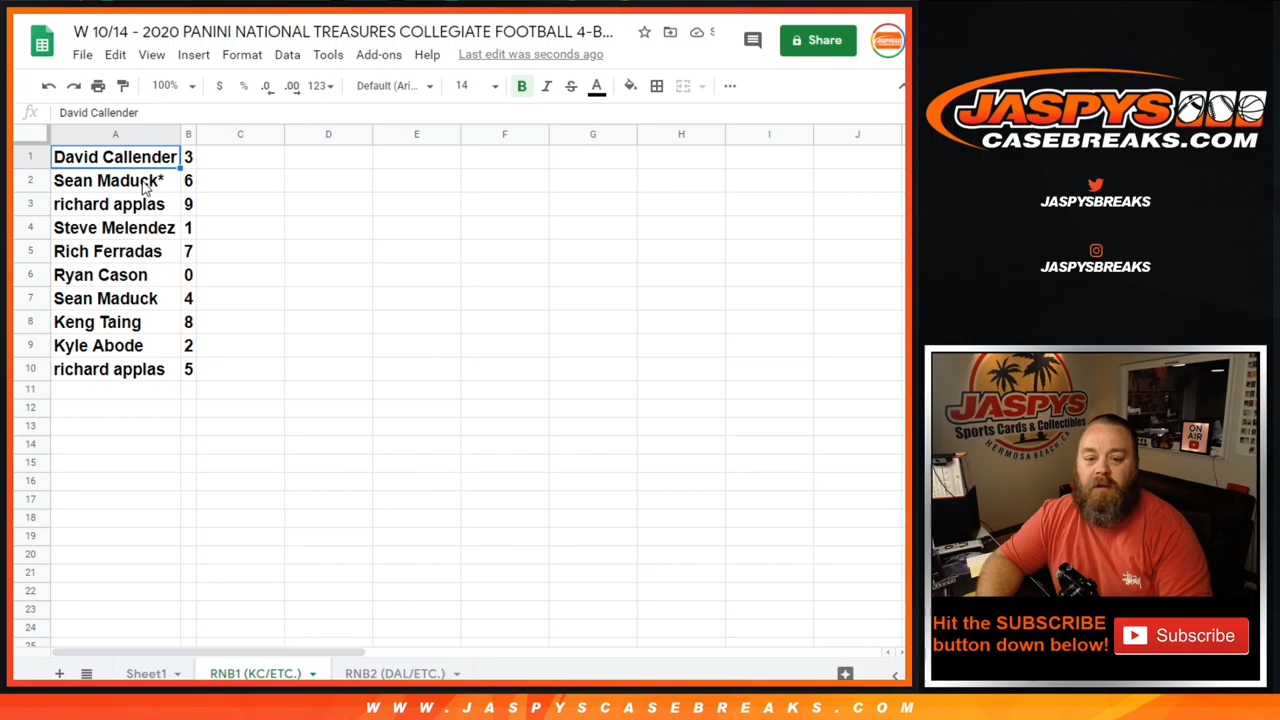 W 10/14 - 2020 PANINI NATIONAL TREASURES COLLEGIATE FOOTBALL 4-B...
S
Share
File Edit View Insert Format Data Tools Add-ons Help Last edit was seconds ago
100% $ % .0 .00 123 Default (Ari... 14 B I S A
fx David Callender
A B C D E F G H I J
1 David Callender 3
2 Sean Maduck* 6
3 richard applas 9
4 Steve Melendez 1
5 Rich Ferradas 7
6 Ryan Cason 0
7 Sean Maduck 4
8 Keng Taing 8
9 Kyle Abode 2
10 richard applas 5
11
12
13
14
15
16
17
18
19
20
21
22
23
24
25
Sheet1 RNB1 (KC/ETC.) RNB2 (DAL/ETC.)
JASPYS
CASEBREAKS.COM
JASPYSBREAKS
JASPYSBREAKS
JASPYS
Sports Cards & Collectibles
HERMOSA BEACH, CA
ON
AIR
Hit the SUBSCRIBE
button down below!
Subscribe
WWW.JASPYSCASEBREAKS.COM